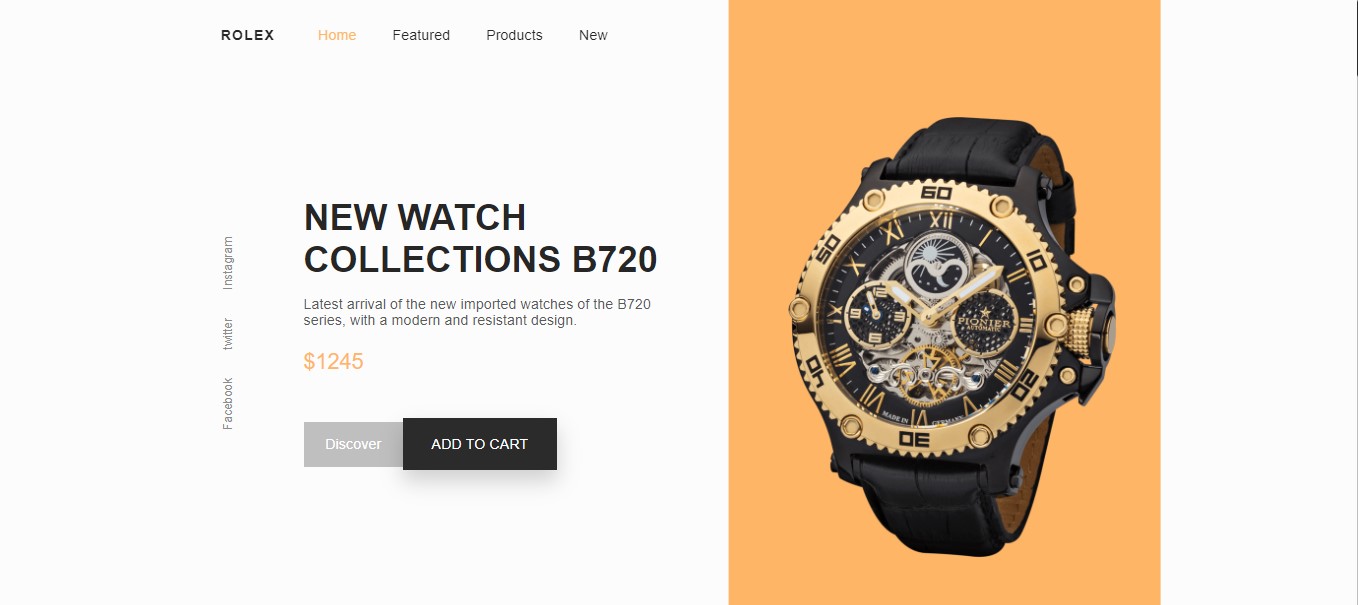 ROLEX
Home
Featured
Products
New
Instagram
twitter
Facebook
NEW WATCH
COLLECTIONS B720
Latest arrival of the new imported watches of the B720
series, with a modern and resistant design.
$1245
Discover
ADD TO CART
60
10
20
30
40
50
XII
PIONIER
AUTOMATIC
MADE IN
GERMANY